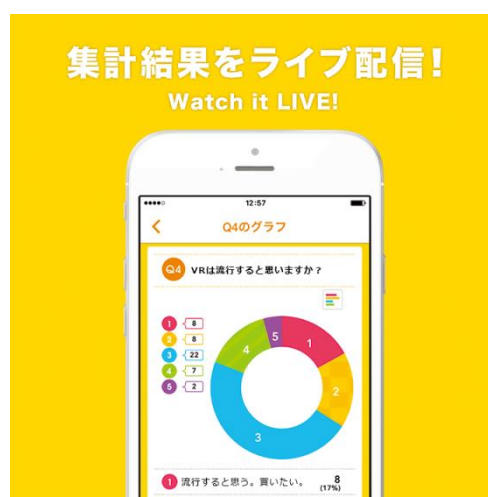 集計結果をライブ配信！
Watch it LIVE!
12:57
Q4のグラフ
Q4 VRは流行すると思いますか？
1 8
2 8
3 22
4 7
5 2
5
1
4
2
3
1 流行すると思う。買いたい。 8
(17%)